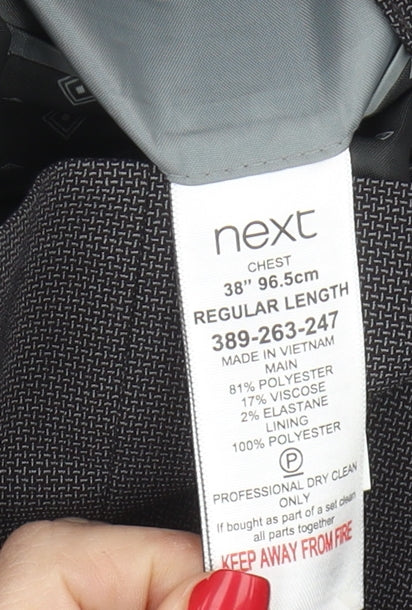 next
CHEST
38" 96.5cm
REGULAR LENGTH
389-263-247
MADE IN VIETNAM
MAIN
81% POLYESTER
17% VISCOSE
2% ELASTANE
LINING
100% POLYESTER
P
PROFESSIONAL DRY CLEAN
ONLY
If bought as part of a set clean
all parts together
KEEP AWAY FROM FIRE